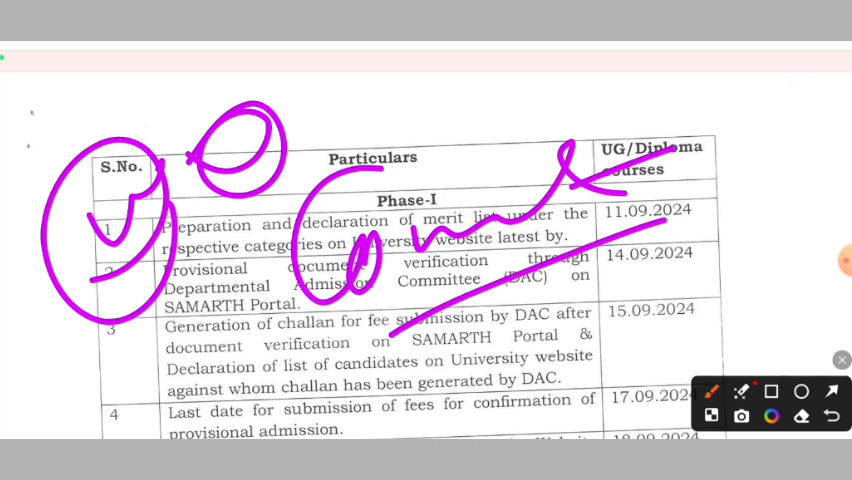 S.No. Particulars UG/Diploma
courses
Phase-I
1 Preparation and declaration of merit list under the 11.09.2024
respective categories on University website latest by.
2 Provisional document verification through 14.09.2024
Departmental Admission Committee (DAC) on
SAMARTH Portal.
3 Generation of challan for fee submission by DAC after 15.09.2024
document verification on SAMARTH Portal &
Declaration of list of candidates on University website
against whom challan has been generated by DAC.
4 Last date for submission of fees for confirmation of 17.09.2024
provisional admission.
18.09.2024